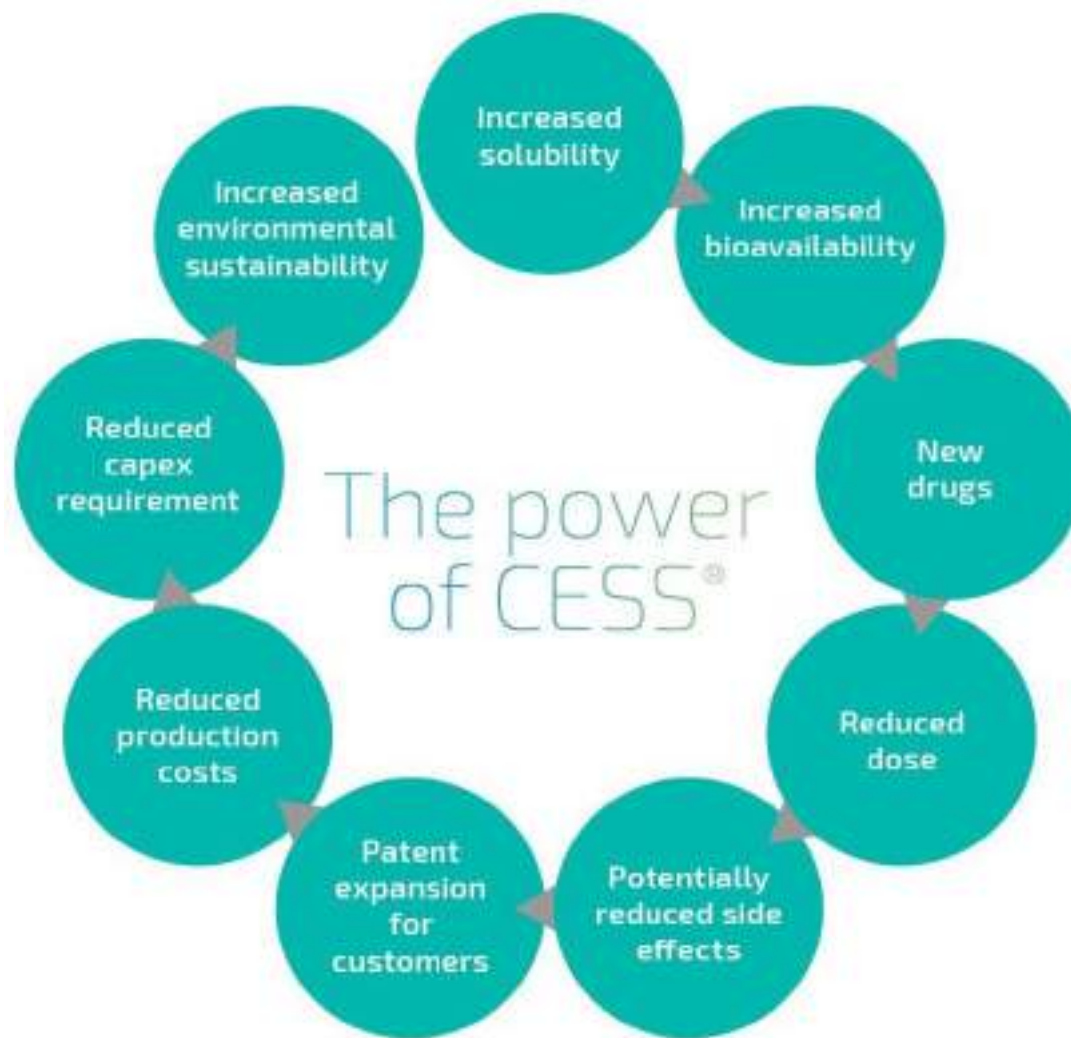 Increased
solubility
Increased
bioavailability
New
drugs
Reduced
dose
Potentially
reduced side
effects
Patent
expansion
for
customers
Reduced
production
costs
Reduced
capex
requirement
Increased
environmental
sustainability
The power
of CESS®